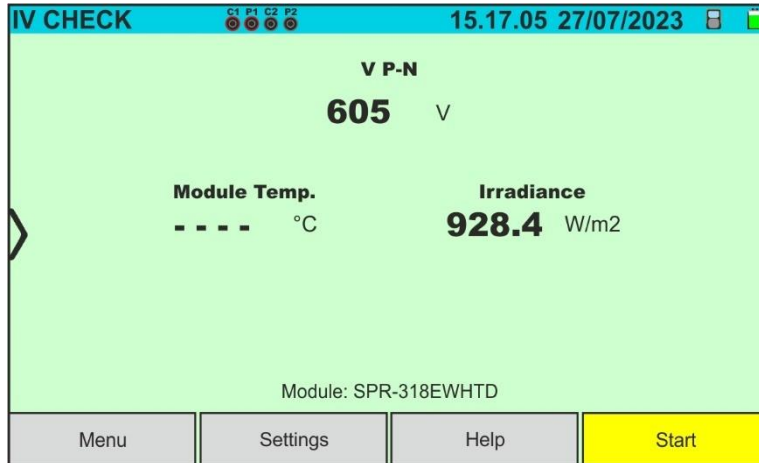 IV CHECK C1 P1 C2 P2 15.17.05 27/07/2023
V P-N
605 V
Module Temp. Irradiance
- - - - °C 928.4 W/m2
Module: SPR-318EWHTD
Menu Settings Help Start